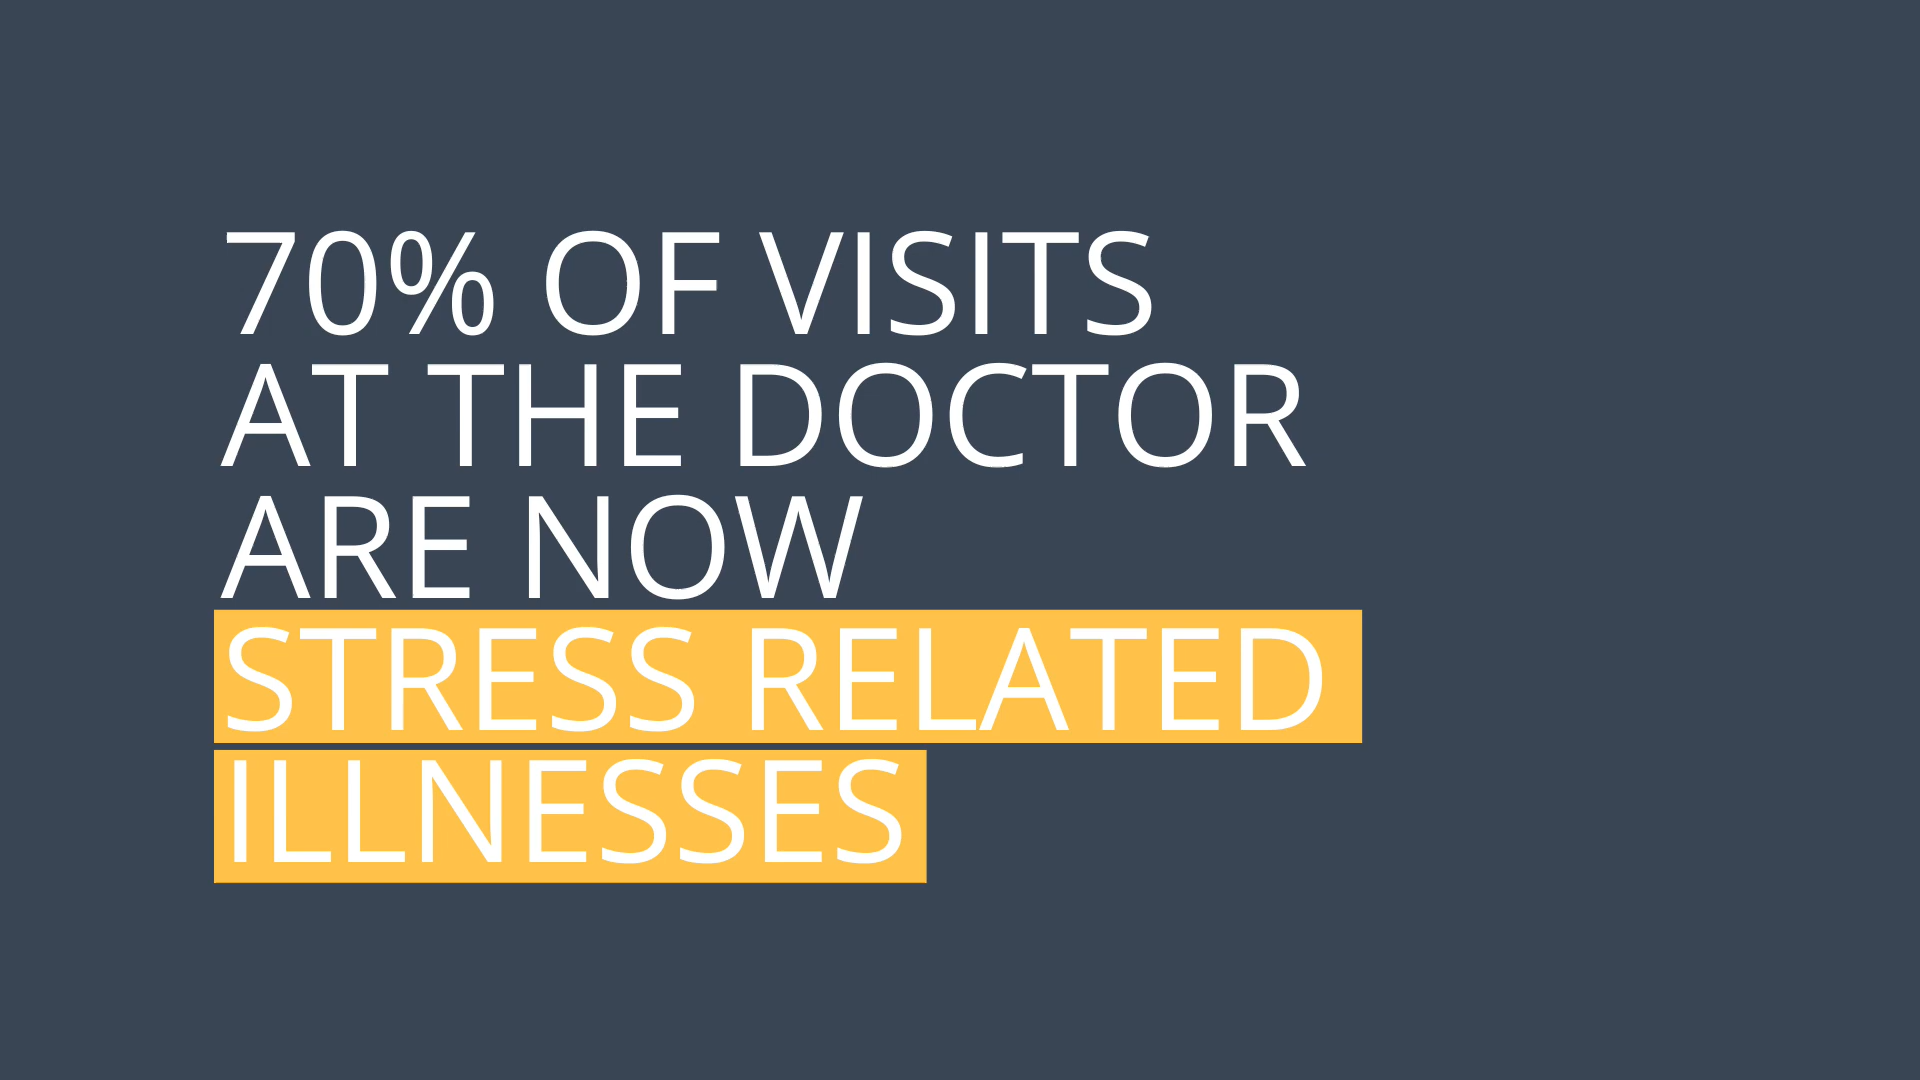 70% OF VISITS
AT THE DOCTOR
ARE NOW
STRESS RELATED
ILLNESSES